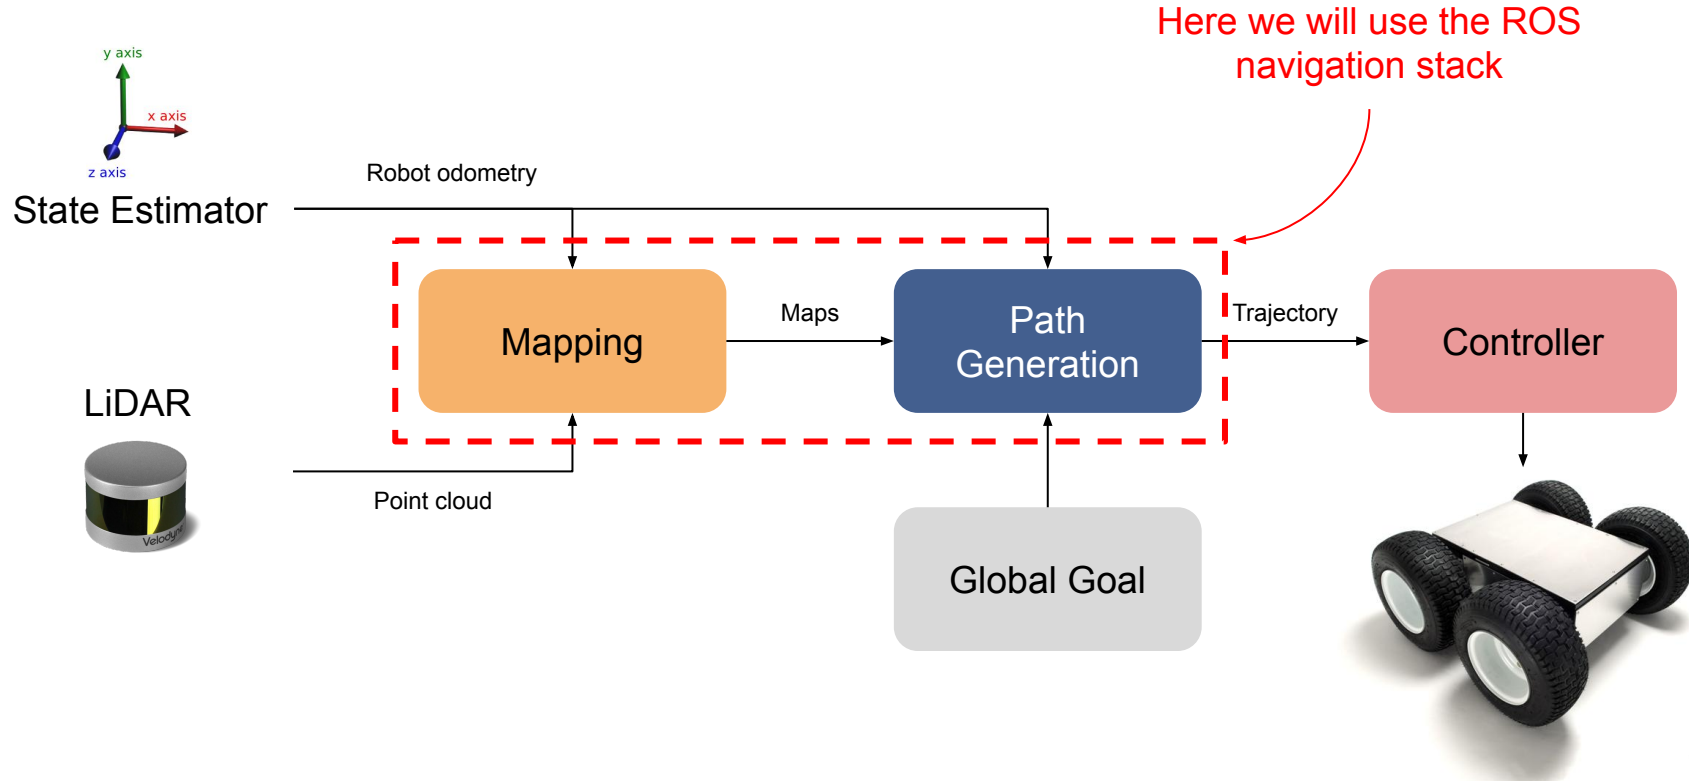 Here we will use the ROS
navigation stack
y axis
x axis
z axis
State Estimator
Robot odometry
Mapping
Maps
Path
Generation
Trajectory
Controller
LiDAR
Velodyne
Point cloud
Global Goal